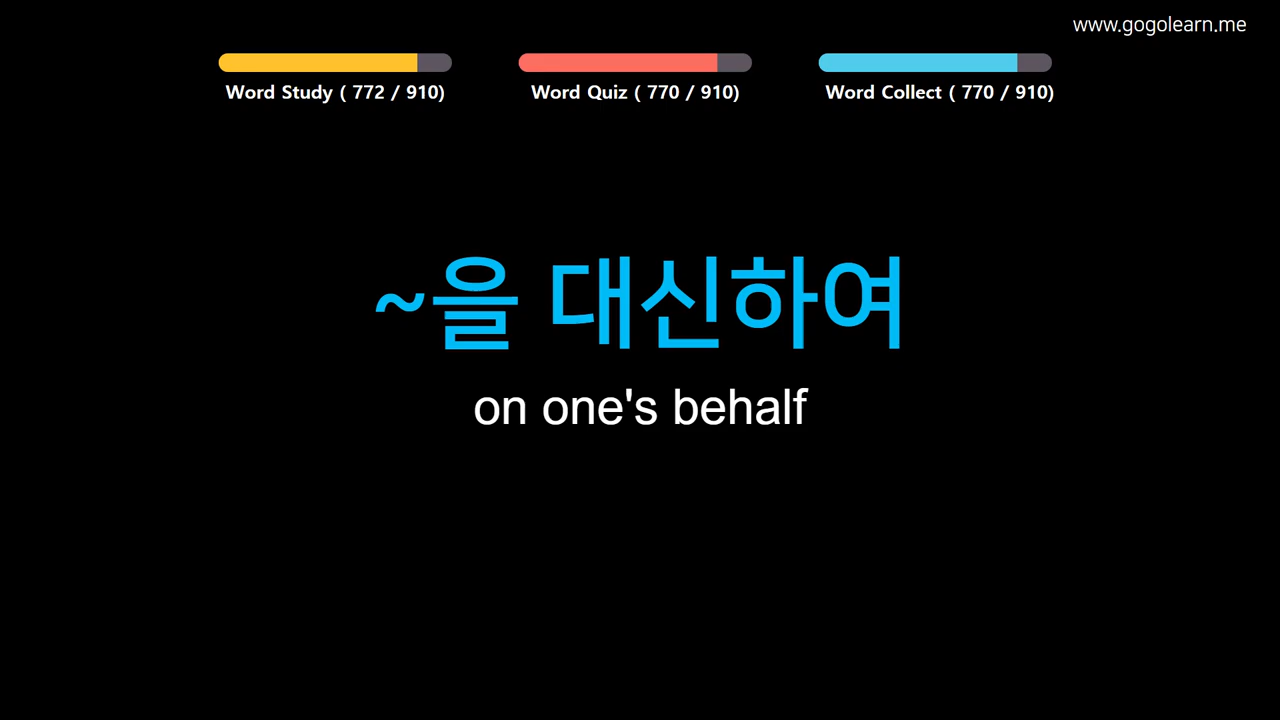 www.gogolearn.me
Word Study ( 772 / 910)
Word Quiz ( 770 / 910)
Word Collect ( 770 / 910)
~을 대신하여
on one's behalf